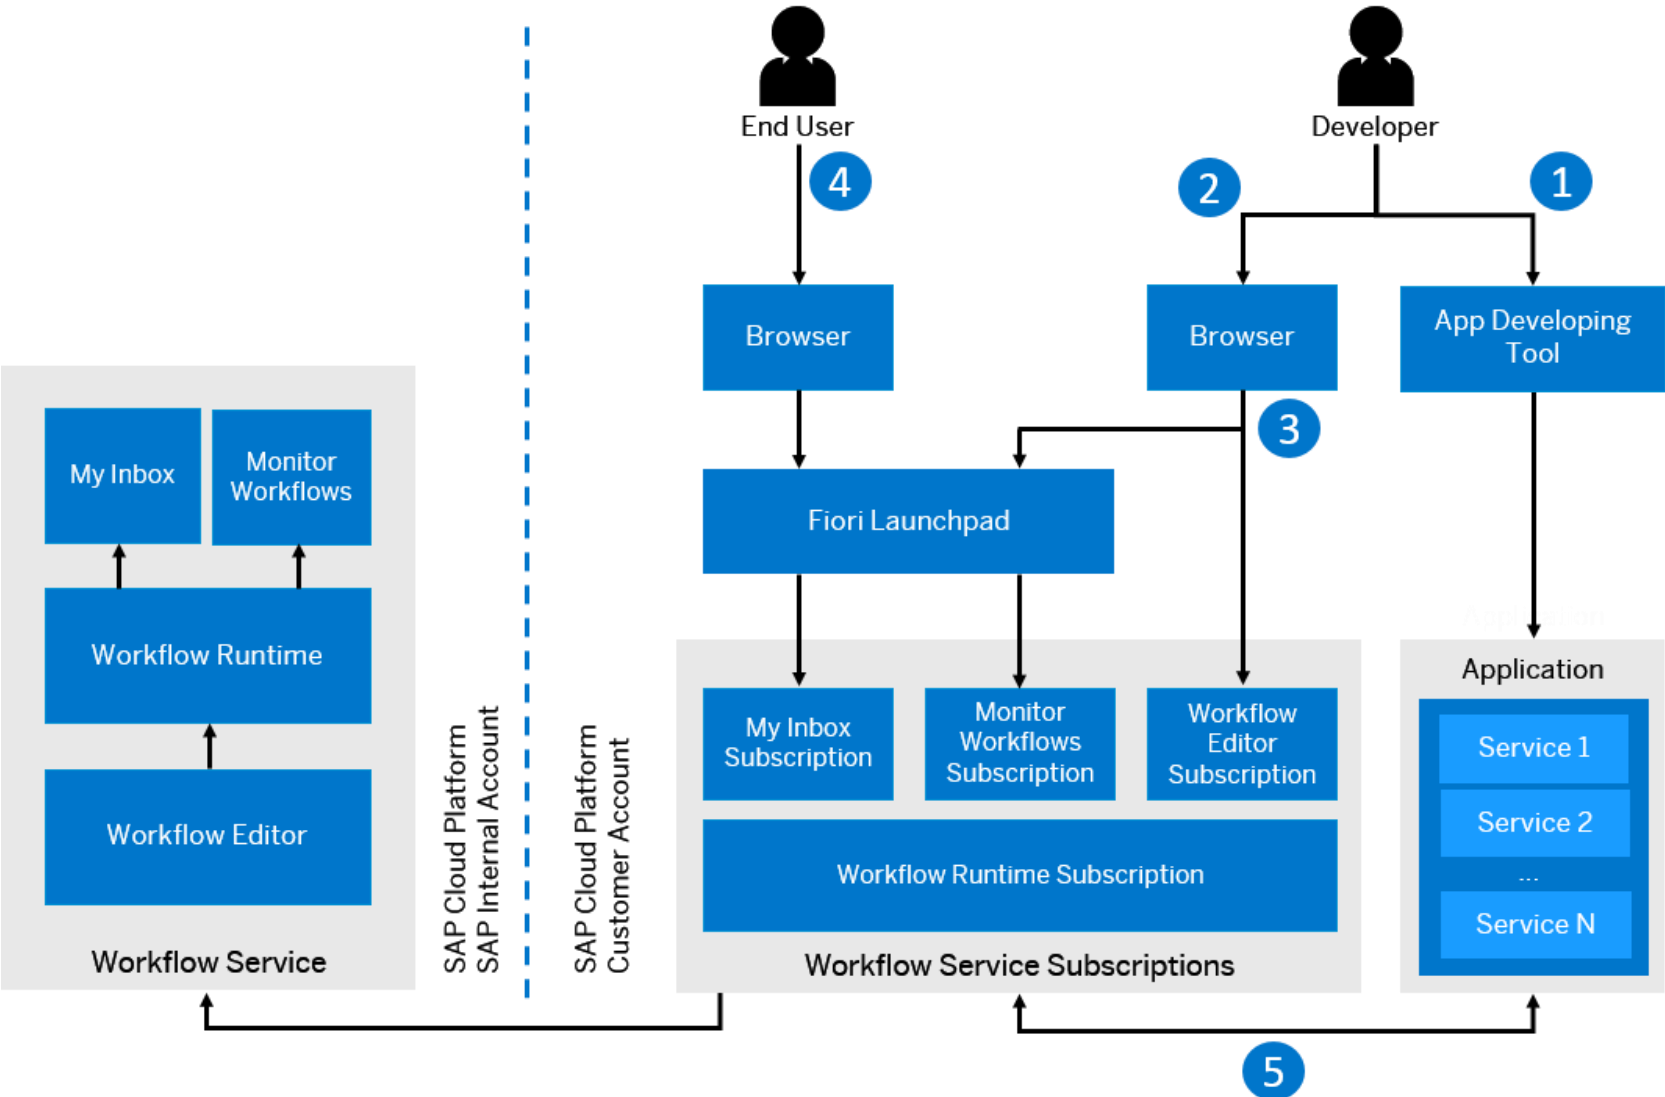 End User
Developer
4
2
1
Browser
Browser
App Developing
Tool
3
My Inbox
Monitor
Workflows
Fiori Launchpad
Workflow Runtime
Application
My Inbox
Subscription
Monitor
Workflows
Subscription
Workflow
Editor
Subscription
Service 1
Service 2
...
Service N
Workflow Editor
Workflow Runtime Subscription
SAP Cloud Platform
SAP Internal Account
SAP Cloud Platform
Customer Account
Workflow Service
Workflow Service Subscriptions
5